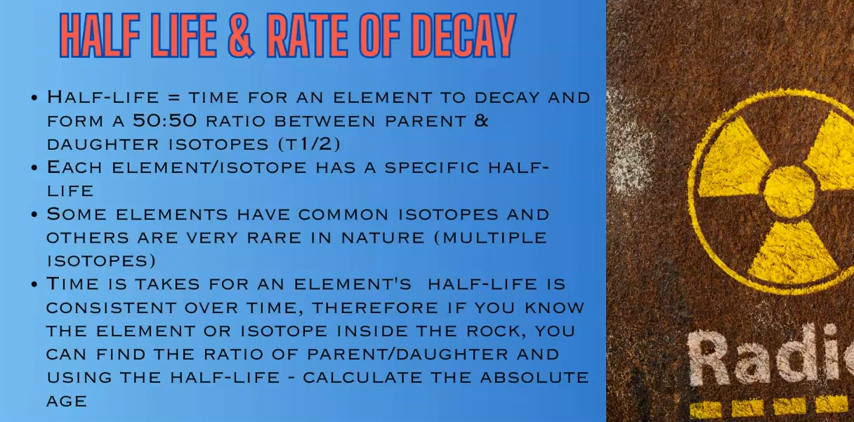 HALF LIFE & RATE OF DECAY
• HALF-LIFE = TIME FOR AN ELEMENT TO DECAY AND
FORM A 50:50 RATIO BETWEEN PARENT &
DAUGHTER ISOTOPES (T1/2)
• EACH ELEMENT/ISOTOPE HAS A SPECIFIC HALF-
LIFE
• SOME ELEMENTS HAVE COMMON ISOTOPES AND
OTHERS ARE VERY RARE IN NATURE (MULTIPLE
ISOTOPES)
• TIME IS TAKES FOR AN ELEMENT'S  HALF-LIFE IS
CONSISTENT OVER TIME, THEREFORE IF YOU KNOW
THE ELEMENT OR ISOTOPE INSIDE THE ROCK, YOU
CAN FIND THE RATIO OF PARENT/DAUGHTER AND
USING THE HALF-LIFE - CALCULATE THE ABSOLUTE
AGE
Radi